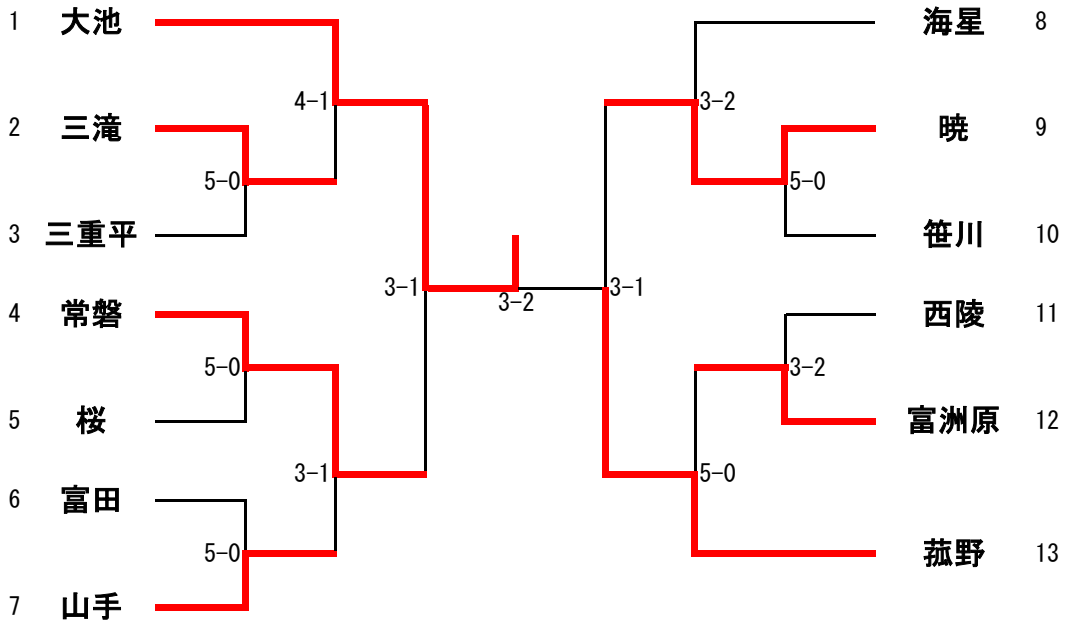 1 大池
4-1
2 三滝
5-0
3 三重平
3-1
4 常磐
5-0
5 桜
3-1
6 富田
5-0
7 山手
3-2
海星 8
3-2
暁 9
5-0
笹川 10
3-1
西陵 11
3-2
富洲原 12
5-0
菰野 13